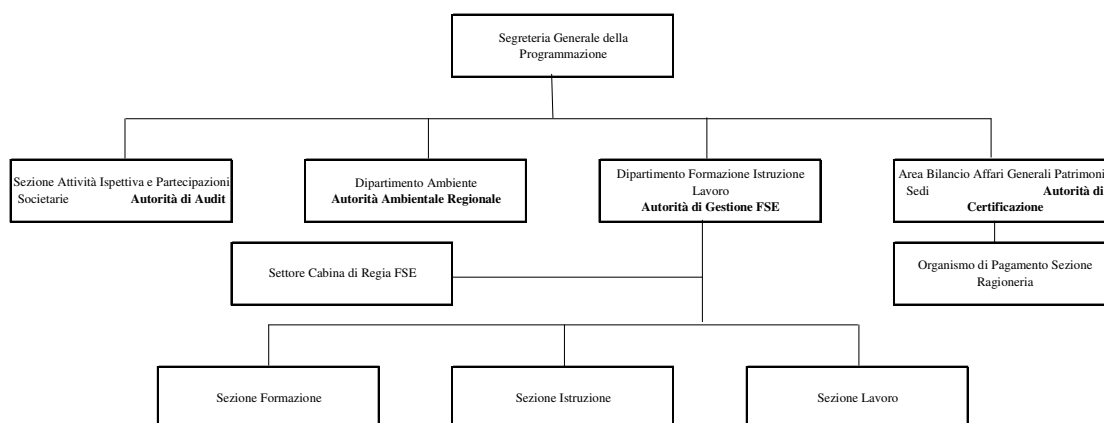 Segreteria Generale della
Programmazione
Sezione Attività Ispettiva e Partecipazioni
Societarie Autorità di Audit
Dipartimento Ambiente
Autorità Ambientale Regionale
Dipartimento Formazione Istruzione
Lavoro
Autorità di Gestione FSE
Area Bilancio Affari Generali Patrimoni
Sedi Autorità di
Certificazione
Settore Cabina di Regia FSE
Organismo di Pagamento Sezione
Ragioneria
Sezione Formazione
Sezione Istruzione
Sezione Lavoro